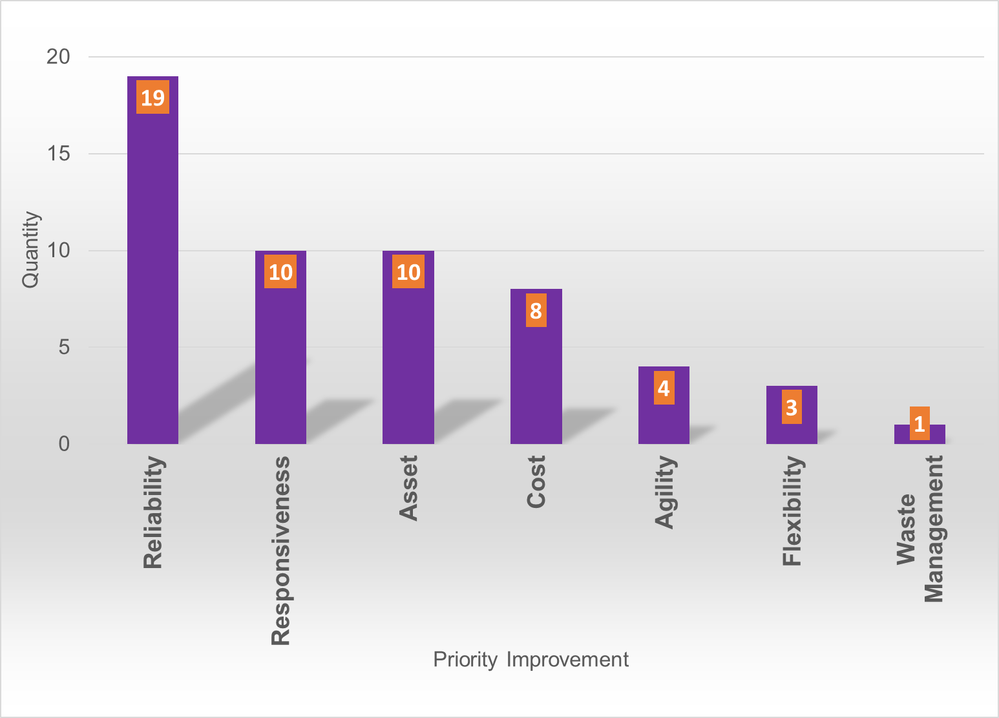 20
15
10
5
0
Quantity
19
10
10
8
4
3
1
Reliability
Responsiveness
Asset
Cost
Agility
Flexibility
Waste
Management
Priority Improvement